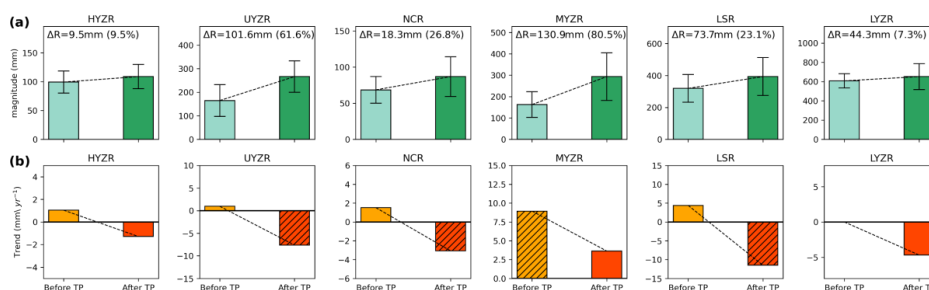 (a)
HYZR
UYZR
NCR
MYZR
LSR
LYZR
ΔR=9.5mm (9.5%)
ΔR=101.6mm (61.6%)
ΔR=18.3mm (26.8%)
ΔR=130.9mm (80.5%)
ΔR=73.7mm (23.1%)
ΔR=44.3mm (7.3%)
magnitude (mm)
150
100
50
0
400
300
200
100
0
150
100
50
0
500
400
300
200
100
0
600
400
200
0
1200
1000
800
600
400
200
0
(b)
HYZR
UYZR
NCR
MYZR
LSR
LYZR
Trend (mm\ yr⁻¹)
4
2
0
−2
−4
10
5
0
−5
−10
−15
6
4
2
0
−2
−4
−6
15.0
12.5
10.0
7.5
5.0
2.5
0.0
15
10
5
0
−5
−10
−15
5
0
−5
Before TP After TP
Before TP After TP
Before TP After TP
Before TP After TP
Before TP After TP
Before TP After TP